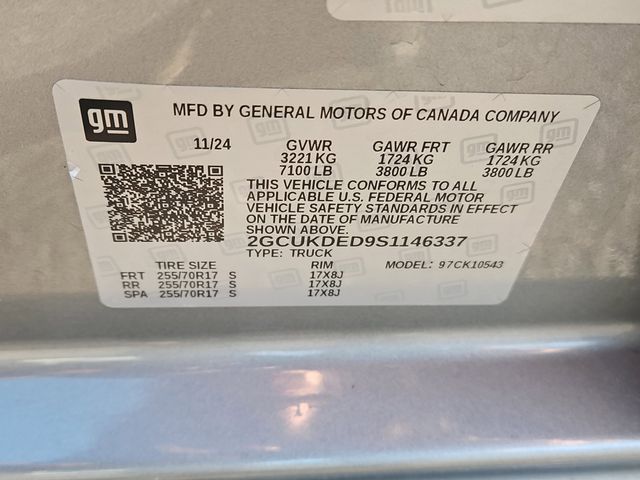 gm
MFD BY GENERAL MOTORS OF CANADA COMPANY
11/24 GVWR GAWR FRT GAWR RR
3221 KG 1724 KG 1724 KG
7100 LB 3800 LB 3800 LB
THIS VEHICLE CONFORMS TO ALL
APPLICABLE U.S. FEDERAL MOTOR
VEHICLE SAFETY STANDARDS IN EFFECT
ON THE DATE OF MANUFACTURE
SHOWN ABOVE.
2GCUKDED9S1146337
TYPE: TRUCK MODEL: 97CK10543
TIRE SIZE RIM
FRT 255/70R17 S 17X8J
RR 255/70R17 S 17X8J
SPA 255/70R17 S 17X8J